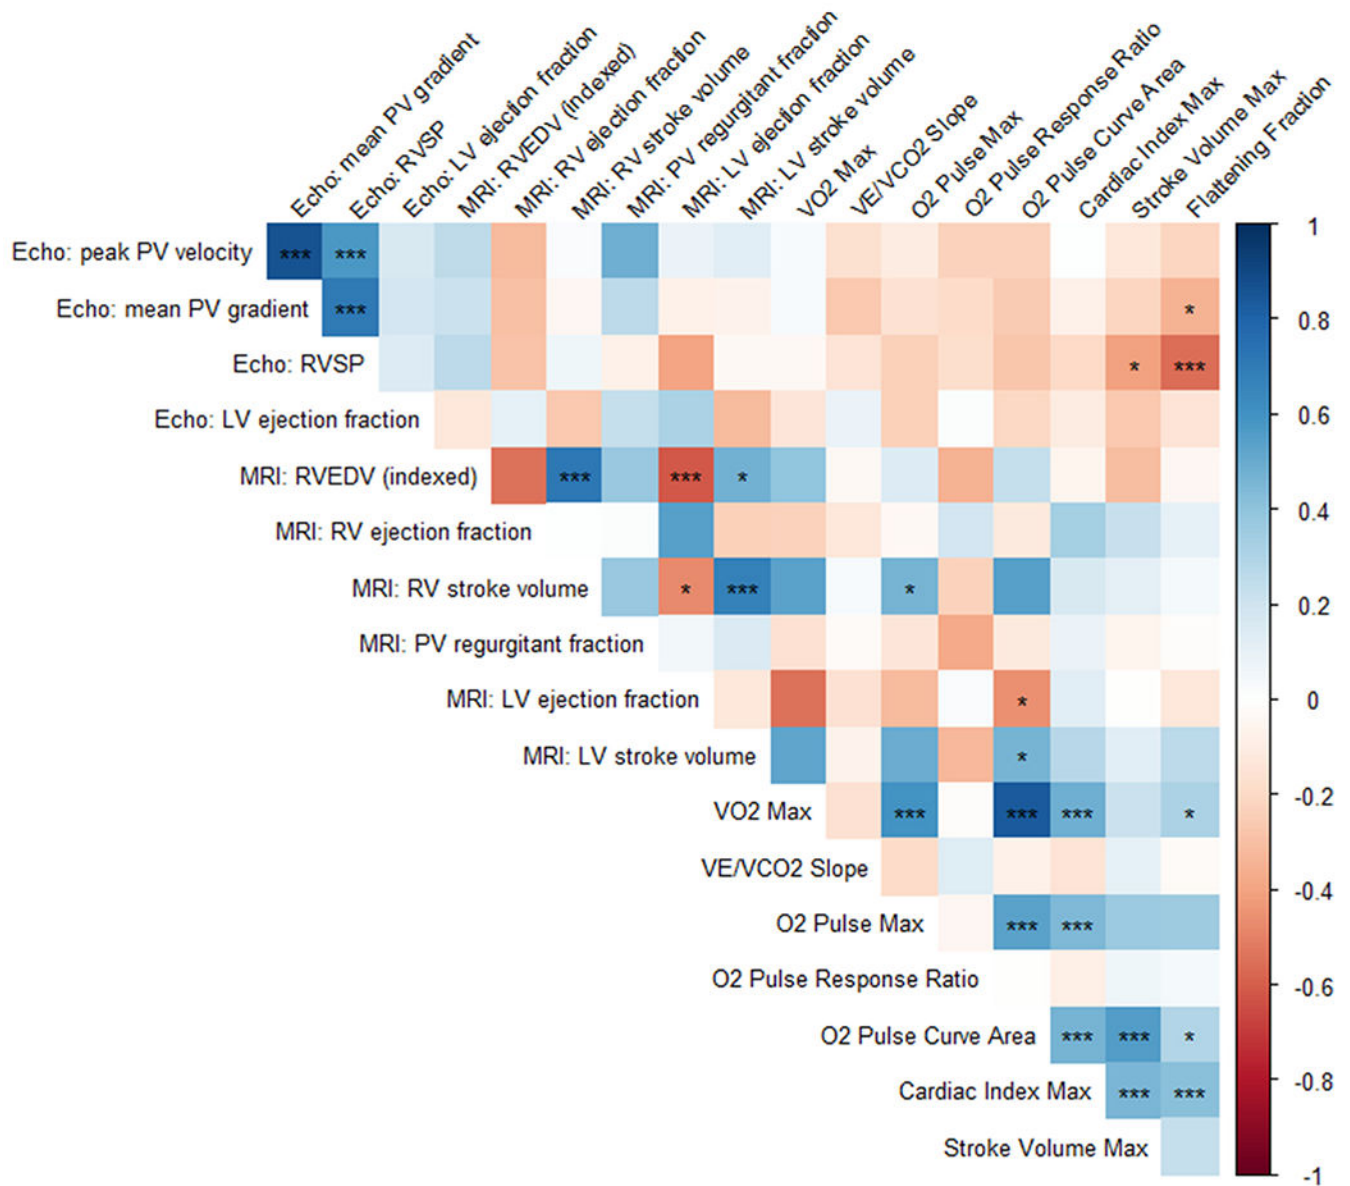 Echo: mean PV gradient
Echo: RVSP
Echo: LV ejection fraction
MRI: RVEDV (indexed)
MRI: RV ejection fraction
MRI: RV stroke volume
MRI: PV regurgitant fraction
MRI: LV ejection fraction
MRI: LV stroke volume
VO2 Max
VE/VCO2 Slope
O2 Pulse Max
O2 Pulse Response Ratio
O2 Pulse Curve Area
Cardiac Index Max
Stroke Volume Max
Flattening Fraction
Echo: peak PV velocity *** ***
Echo: mean PV gradient *** *
Echo: RVSP * ***
Echo: LV ejection fraction
MRI: RVEDV (indexed) *** *** *
MRI: RV ejection fraction
MRI: RV stroke volume * *** *
MRI: PV regurgitant fraction
MRI: LV ejection fraction *
MRI: LV stroke volume *
VO2 Max *** *** *** *
VE/VCO2 Slope
O2 Pulse Max *** ***
O2 Pulse Response Ratio
O2 Pulse Curve Area *** *** *
Cardiac Index Max *** ***
Stroke Volume Max
1
0.8
0.6
0.4
0.2
0
-0.2
-0.4
-0.6
-0.8
-1